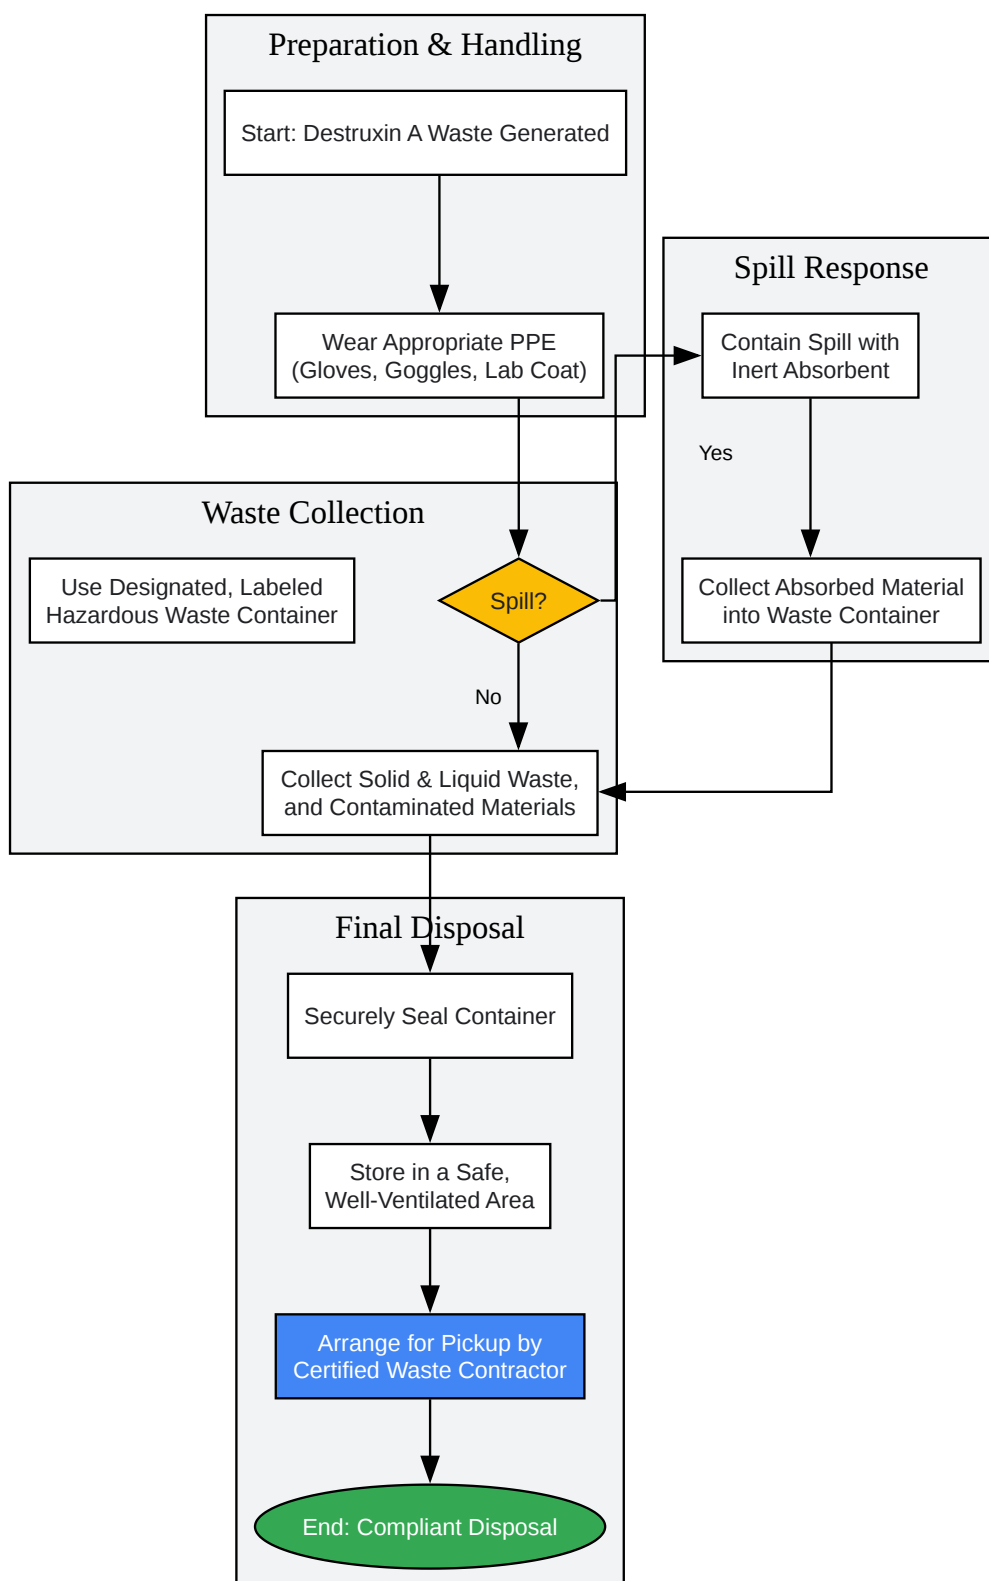 Preparation & Handling
Start: Destruxin A Waste Generated
Wear Appropriate PPE
(Gloves, Goggles, Lab Coat)
Spill Response
Contain Spill with
Inert Absorbent
Yes
Collect Absorbed Material
into Waste Container
Waste Collection
Use Designated, Labeled
Hazardous Waste Container
Spill?
No
Collect Solid & Liquid Waste,
and Contaminated Materials
Final Disposal
Securely Seal Container
Store in a Safe,
Well-Ventilated Area
Arrange for Pickup by
Certified Waste Contractor
End: Compliant Disposal